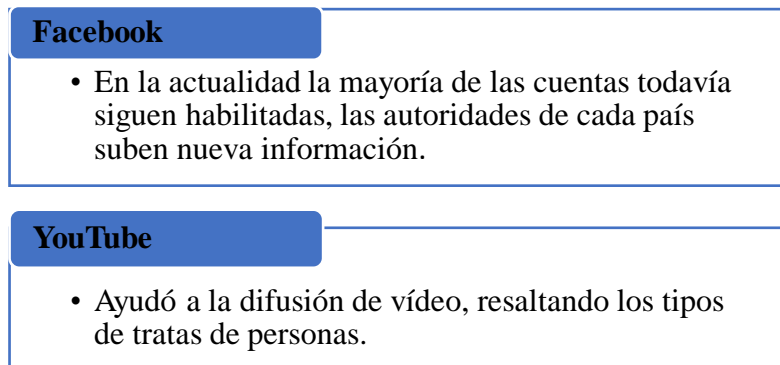 Facebook
• En la actualidad la mayoría de las cuentas todavía
siguen habilitadas, las autoridades de cada país
suben nueva información.
YouTube
• Ayudó a la difusión de vídeo, resaltando los tipos
de tratas de personas.